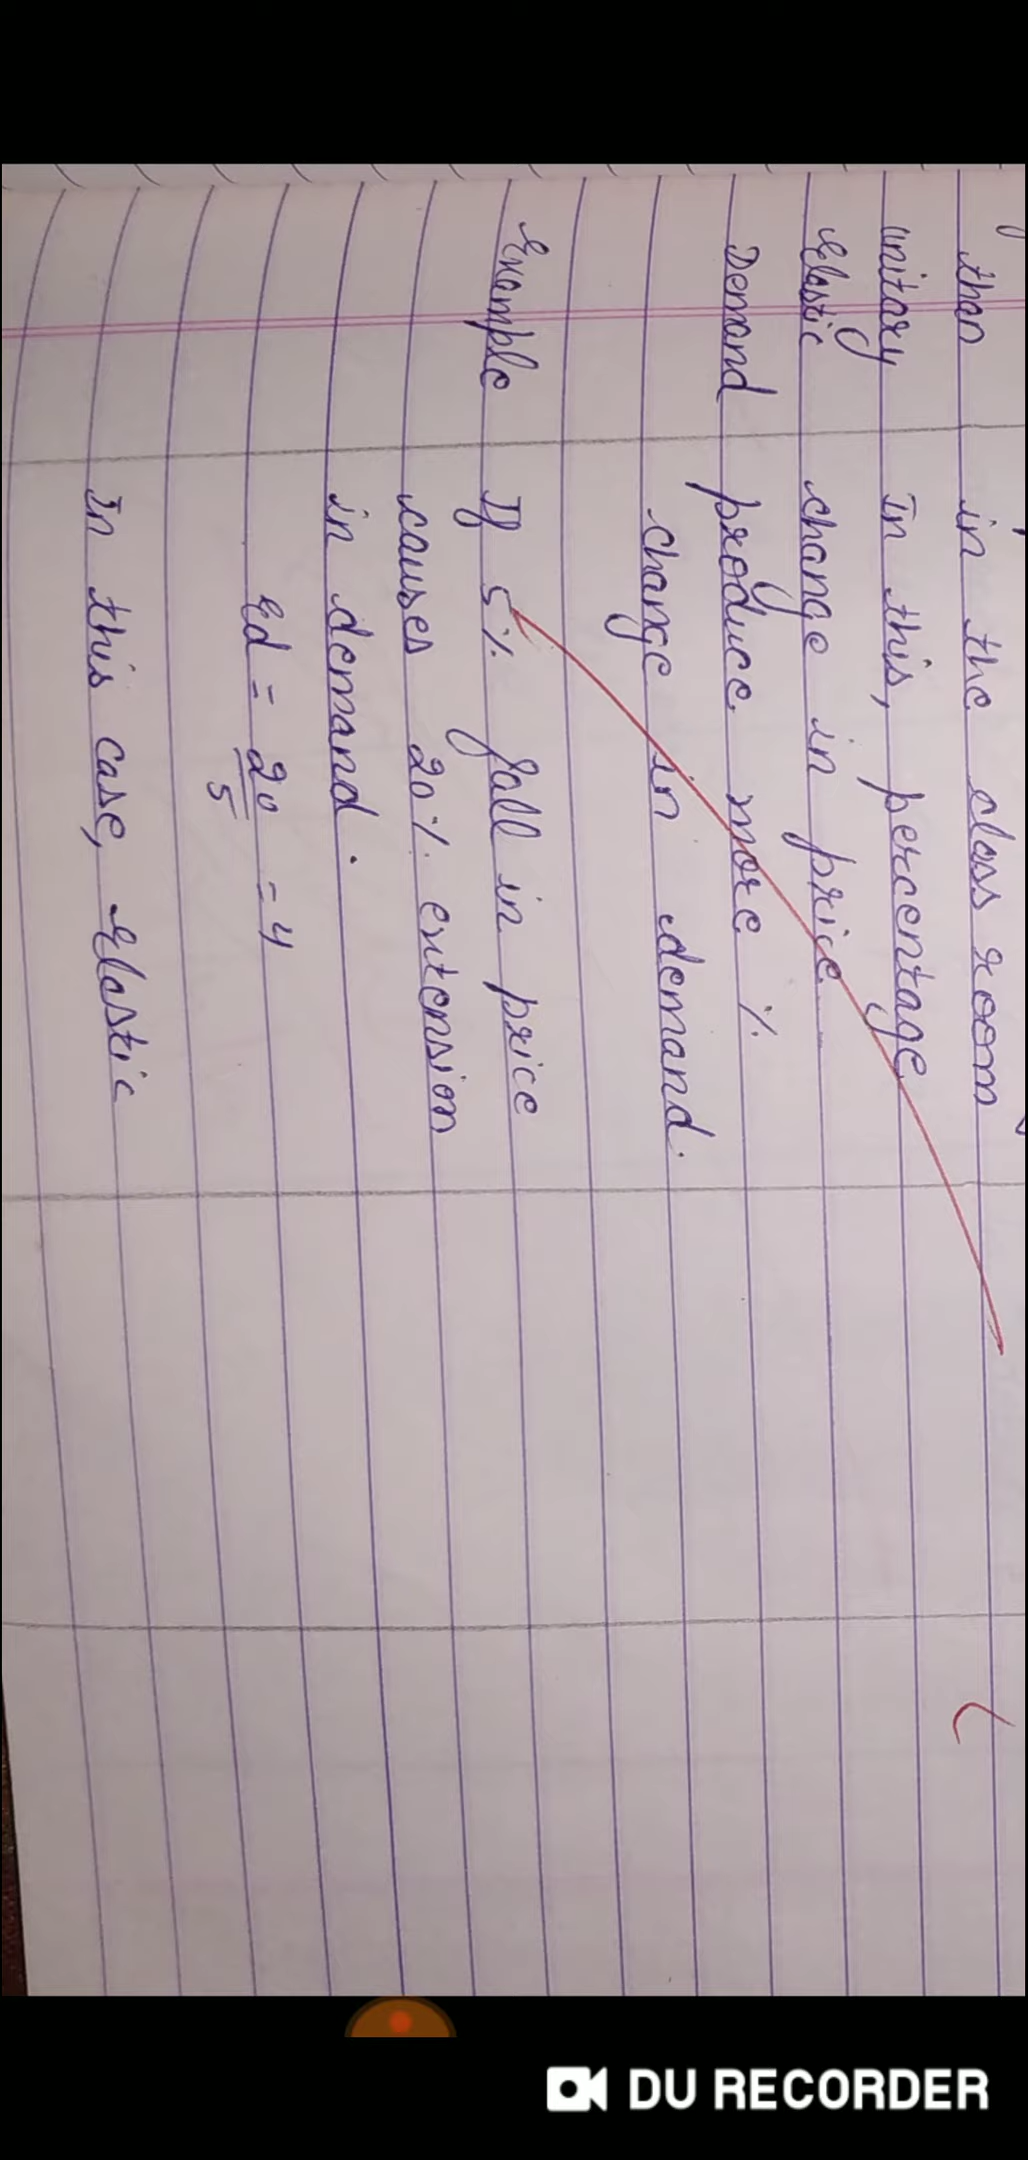 than in the class room
unitary In this, percentage
Elastic change in price
Demand produce more %
change in demand.
Example If 5% fall in price
causes 20% extension
in demand.
Ed = 20/5 = 4
In this case, Elastic
DU RECORDER